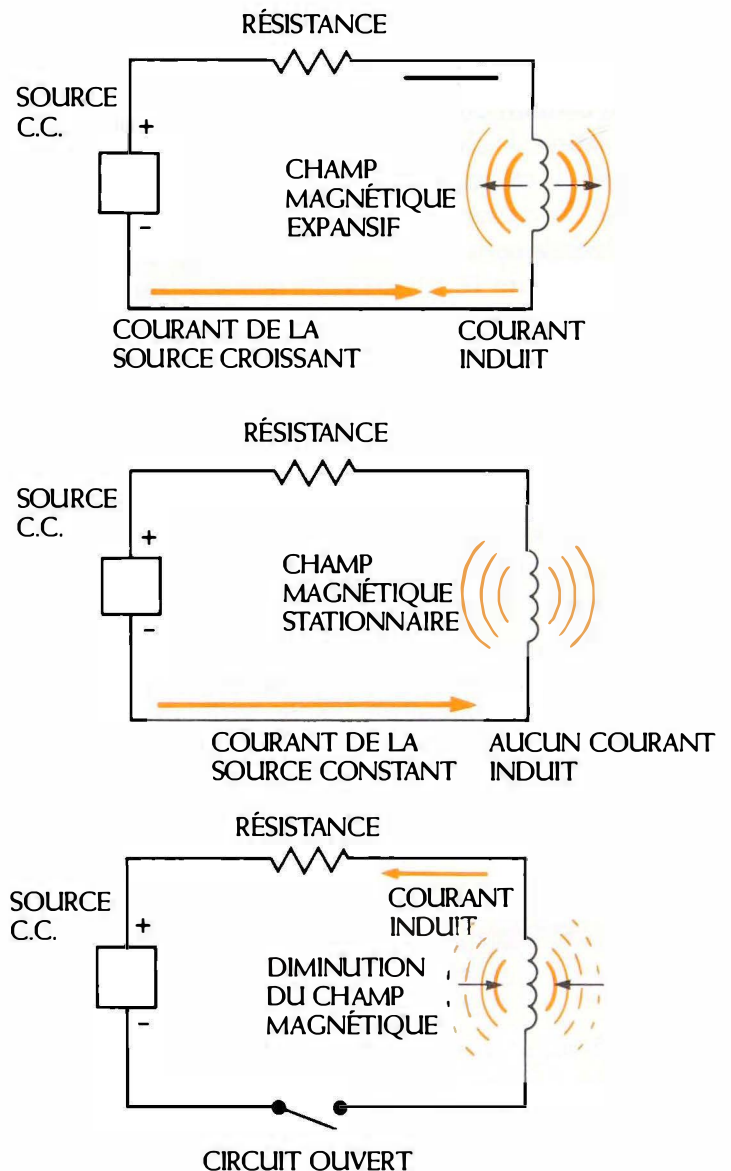 RÉSISTANCE
SOURCE
C.C.
+
CHAMP
MAGNÉTIQUE
EXPANSIF
-
COURANT DE LA
SOURCE CROISSANT
COURANT
INDUIT
RÉSISTANCE
SOURCE
C.C.
+
CHAMP
MAGNÉTIQUE
STATIONNAIRE
-
COURANT DE LA
SOURCE CONSTANT
AUCUN COURANT
INDUIT
RÉSISTANCE
SOURCE
C.C.
+
COURANT
INDUIT
DIMINUTION
DU CHAMP
MAGNÉTIQUE
-
CIRCUIT OUVERT